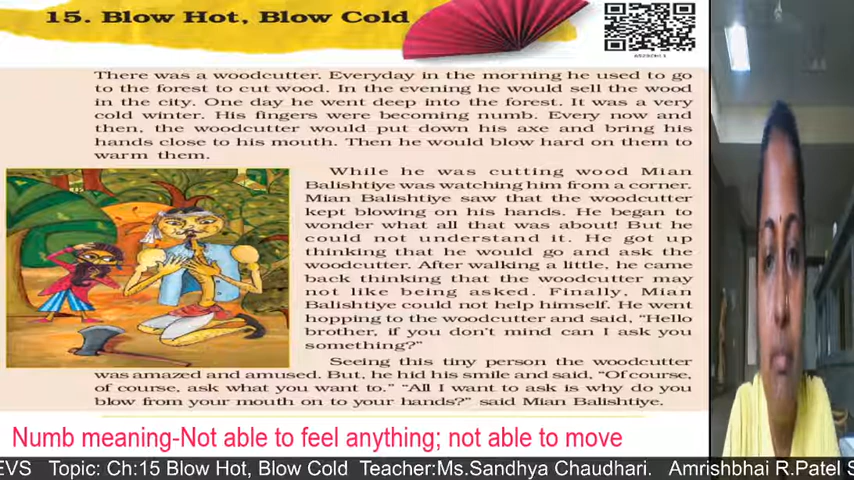 15. Blow Hot, Blow Cold
There was a woodcutter. Everyday in the morning he used to go
to the forest to cut wood. In the evening he would sell the wood
in the city. One day he went deep into the forest. It was a very
cold winter. His fingers were becoming numb. Every now and
then, the woodcutter would put down his axe and bring his
hands close to his mouth. Then he would blow hard on them to
warm them.
While he was cutting wood Mian
Balishtiye was watching him from a corner.
Mian Balishtiye saw that the woodcutter
kept blowing on his hands. He began to
wonder what all that was about! But he
could not understand it. He got up
thinking that he would go and ask the
woodcutter. After walking a little, he came
back thinking that the woodcutter may
not like being asked. Finally, Mian
Balishtiye could not help himself. He went
hopping to the woodcutter and said, "Hello
brother, if you don't mind can I ask you
something?"
Seeing this tiny person the woodcutter
was amazed and amused. But, he hid his smile and said, "Of course,
of course, ask what you want to." "All I want to ask is why do you
blow from your mouth on to your hands?" said Mian Balishtiye.
Numb meaning-Not able to feel anything; not able to move
EVS Topic: Ch:15 Blow Hot, Blow Cold Teacher:Ms.Sandhya Chaudhari. Amrishbhai R.Patel S